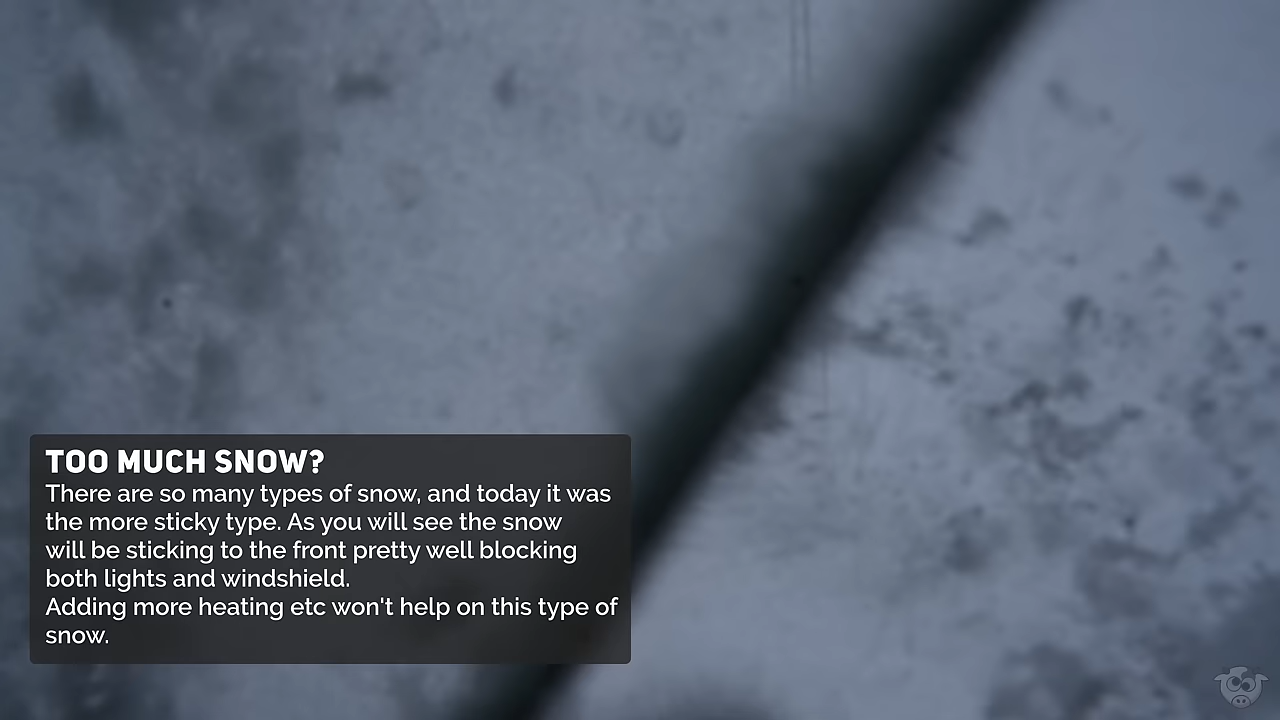 TOO MUCH SNOW?
There are so many types of snow, and today it was
the more sticky type. As you will see the snow
will be sticking to the front pretty well blocking
both lights and windshield.
Adding more heating etc won't help on this type of
snow.